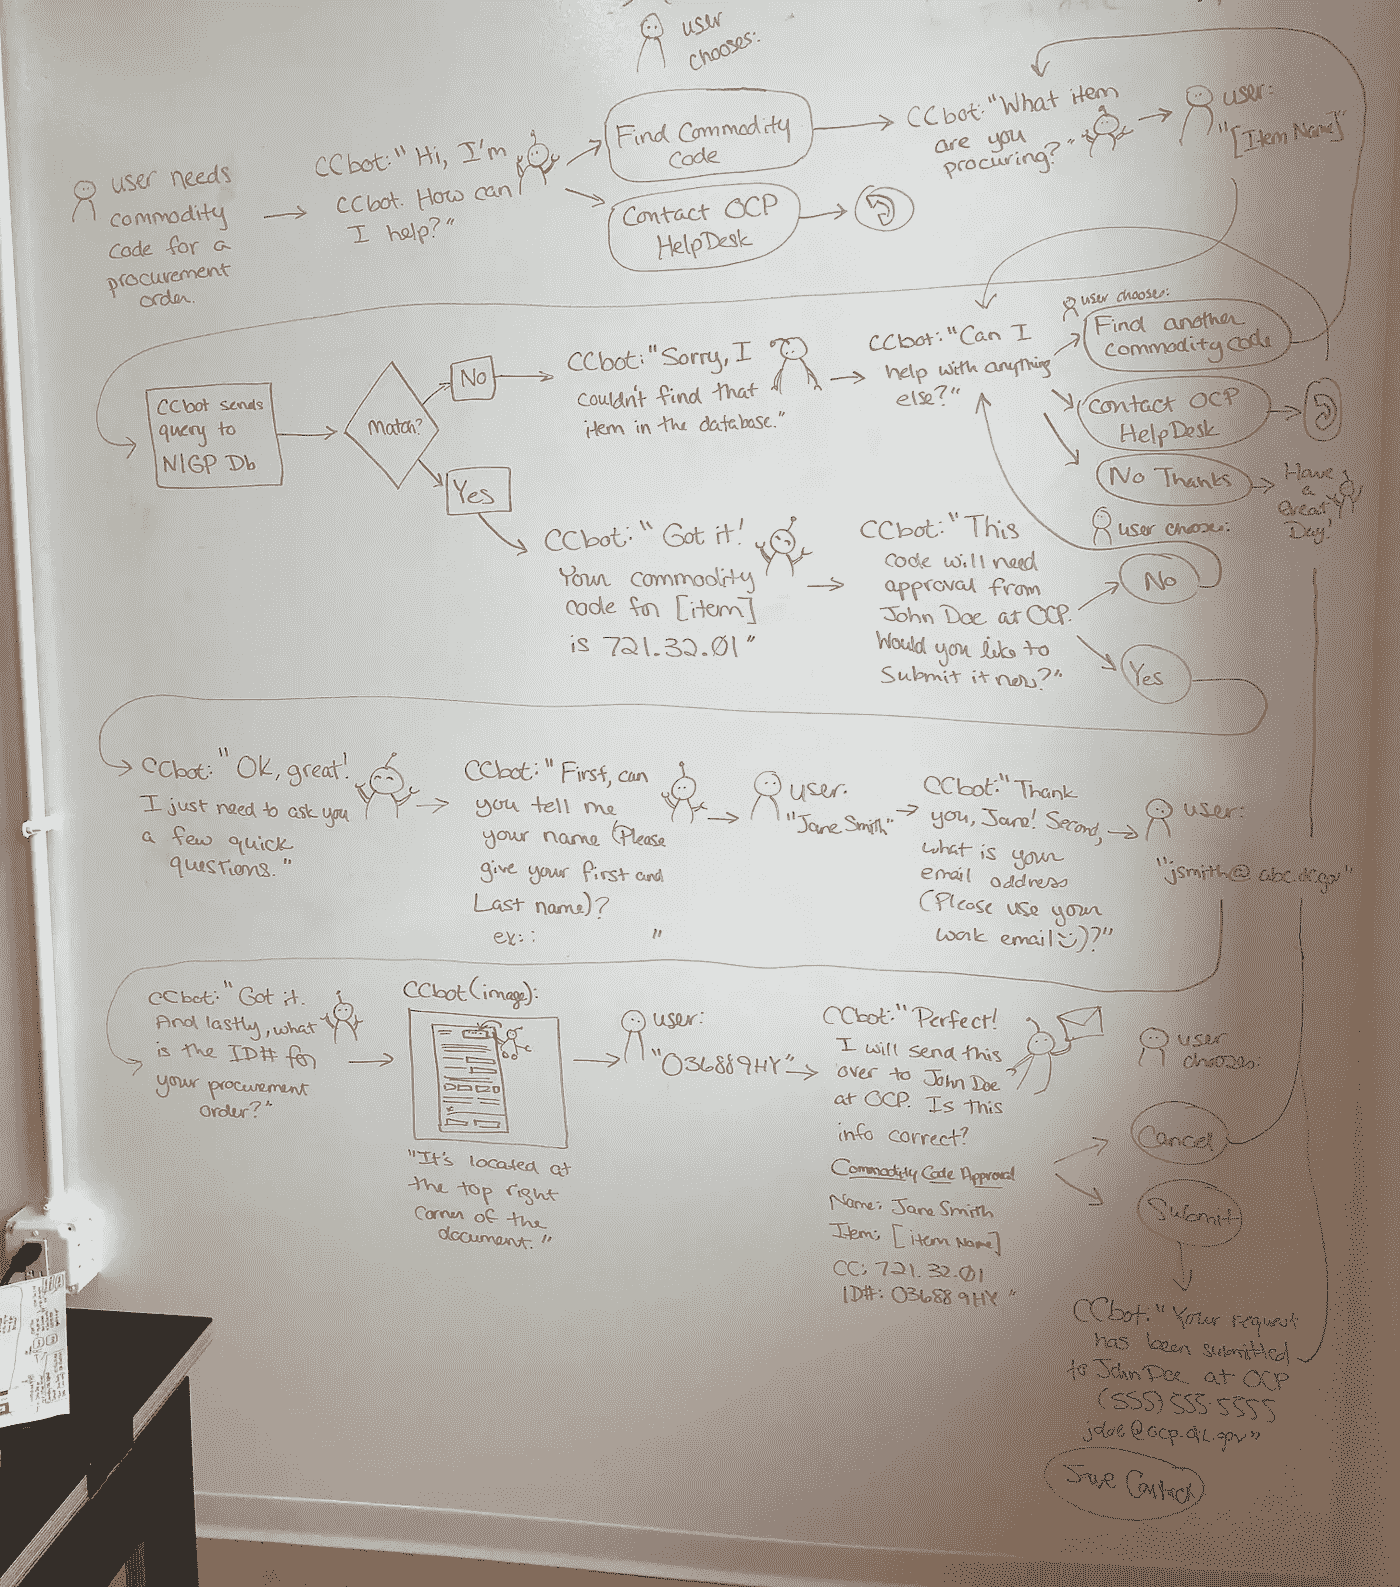 user
chooses:
user needs
commodity
code for a
procurement
order.
CCbot: "Hi, I'm
CCbot. How can
I help?"
Find Commodity
Code
Contact OCP
HelpDesk
CCbot: "What item
are you
procuring?"
user:
"[Item Name]"
CCbot sends
query to
NIGP Db
Match?
No
Yes
CCbot: "Sorry, I
couldn't find that
item in the database."
CCbot: "Can I
help with anything
else?"
user chooses:
Find another
commodity code
Contact OCP
HelpDesk
No Thanks
Have
a
Great
Day!
CCbot: "Got it!
Your commodity
code for [item]
is 721.32.01"
CCbot: "This
code will need
approval from
John Doe at OCP.
Would you like to
Submit it now?"
user chooses:
No
Yes
CCbot: "OK, great!
I just need to ask you
a few quick
questions."
CCbot: "First, can
you tell me
your name (Please
give your first and
Last name)?
ex: :
"
user:
"Jane Smith"
CCbot: "Thank
you, Jane! Second,
what is your
email address
(Please use your
work email :))?"
user:
"jsmith@abc.dc.gov"
CCbot: "Got it.
And lastly, what
is the ID# for
your procurement
order?"
CCbot (image):
"It's located at
the top right
corner of the
document."
user:
"036889HY"
CCbot: "Perfect!
I will send this
over to John Doe
at OCP. Is this
info correct?
Commodity Code Approval
Name: Jane Smith
Item: [item Name]
CC: 721.32.01
ID#: 036889HY"
user
chooses:
Cancel
Submit
CCbot: "Your request
has been submitted
to John Doe at OCP
(555) 555-5555
jdoe@ocp.dc.gov"
Save Contact